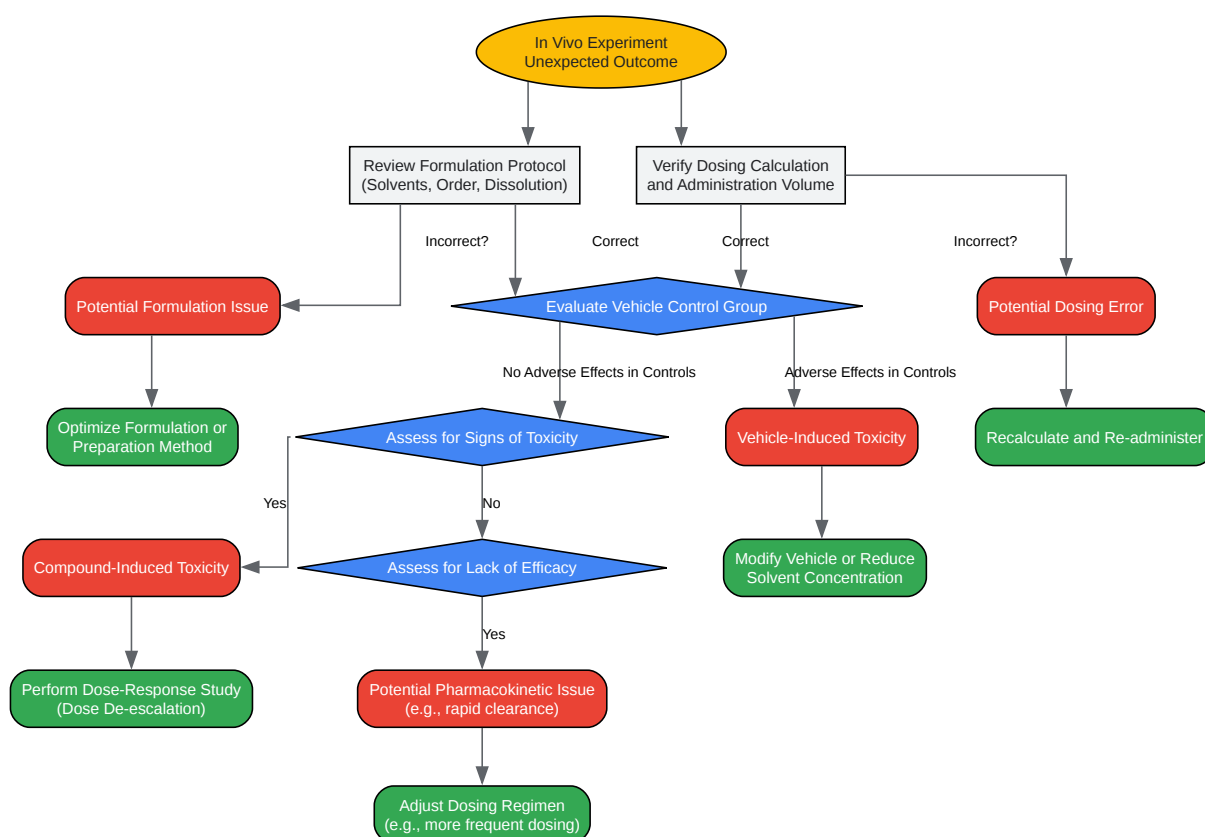 In Vivo Experiment
Unexpected Outcome
Review Formulation Protocol
(Solvents, Order, Dissolution)
Verify Dosing Calculation
and Administration Volume
Incorrect?
Correct
Correct
Incorrect?
Potential Formulation Issue
Evaluate Vehicle Control Group
Potential Dosing Error
No Adverse Effects in Controls
Adverse Effects in Controls
Optimize Formulation or
Preparation Method
Assess for Signs of Toxicity
Vehicle-Induced Toxicity
Recalculate and Re-administer
Yes
No
Compound-Induced Toxicity
Assess for Lack of Efficacy
Modify Vehicle or Reduce
Solvent Concentration
Yes
Perform Dose-Response Study
(Dose De-escalation)
Potential Pharmacokinetic Issue
(e.g., rapid clearance)
Adjust Dosing Regimen
(e.g., more frequent dosing)